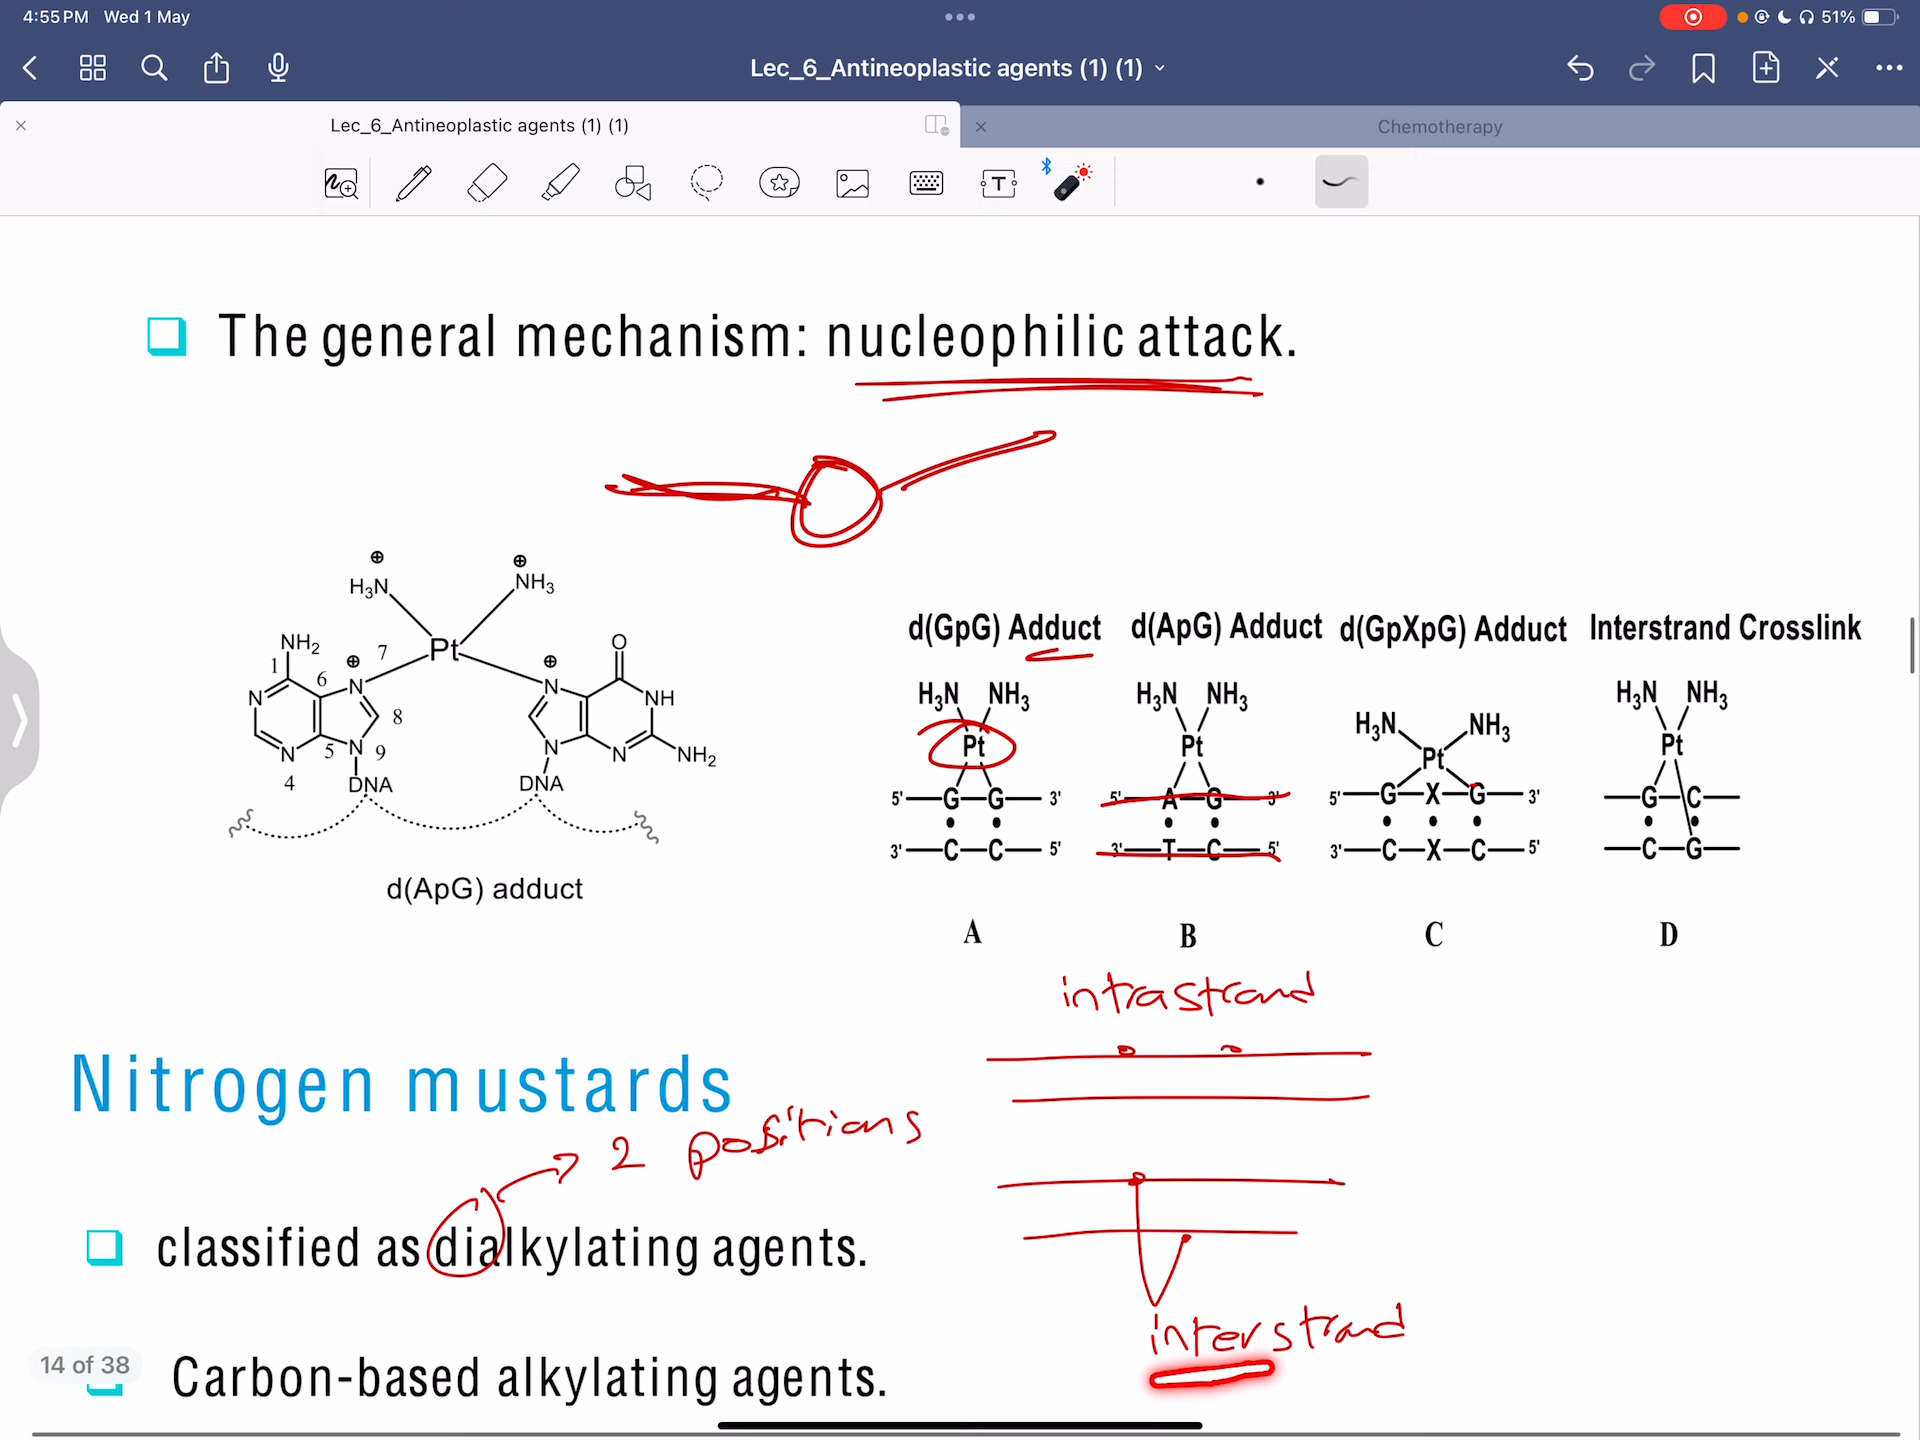 4:55 PM Wed 1 May
51%
Lec_6_Antineoplastic agents (1) (1)
Lec_6_Antineoplastic agents (1) (1)
Chemotherapy
T
The general mechanism: nucleophilic attack.
⊕ ⊕
H₃N NH₃
Pt
NH₂ 1 6 ⊕ 7 ⊕ O
N N N NH
8
N 5 N 9 N N NH₂
4 DNA DNA
d(ApG) adduct
d(GpG) Adduct d(ApG) Adduct d(GpXpG) Adduct Interstrand Crosslink
H₃N NH₃ H₃N NH₃ H₃N NH₃ H₃N NH₃
Pt Pt Pt Pt
5'—G—G—3' 5'—A—G—3' 5'—G—X—G—3' —G—C—
3'—C—C—5' 3'—T—C—5' 3'—C—X—C—5' —C—G—
A B C D
intrastrand
Nitrogen mustards
2 positions
classified as dialkylating agents.
interstrand
14 of 38
Carbon-based alkylating agents.